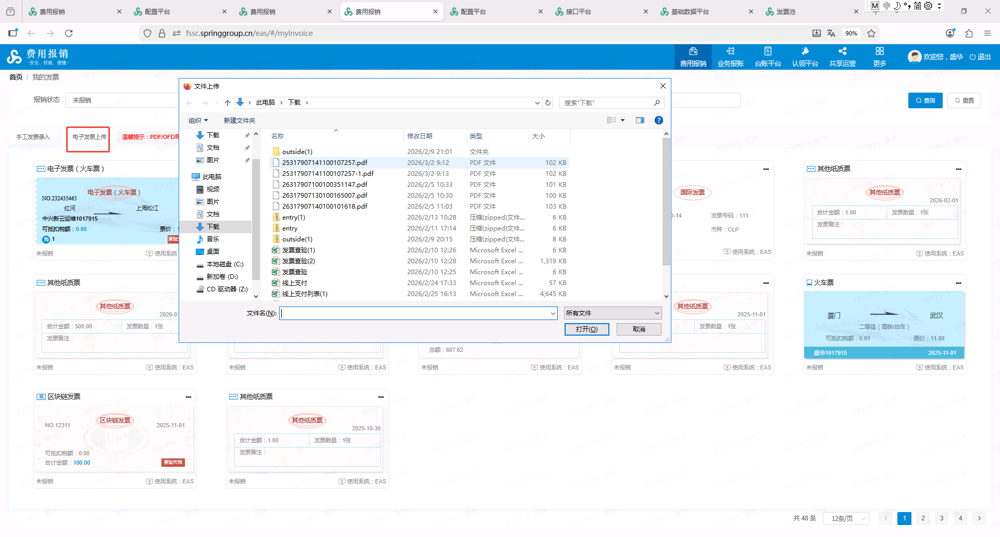 费用报销
配置平台
费用报销
费用报销
配置平台
接口平台
基础数据平台
发票池
M 中 简
fssc.springgroup.cn/eas/#/myInvoice
90%
费用报销
-安全、权威、便捷-
费用报销
业务报账
台账平台
认领平台
共享运营
更多
欢迎您，盛华
退出
首页 / 我的发票
报销状态
未报销
查询
重置
手工发票录入
电子发票上传
温馨提示：PDF/OFD导
文件上传
此电脑 > 下载 >
搜索"下载"
组织
新建文件夹
下载
文档
图片
此电脑
视频
图片
文档
下载
音乐
桌面
本地磁盘 (C:)
新加卷 (D:)
CD 驱动器 (Z:)
名称 修改日期 类型 大小
outside(1) 2026/2/9 21:01 文件夹
25317907141100107257.pdf 2026/3/2 9:12 PDF 文件 102 KB
25317907141100107257-1.pdf 2026/3/2 9:13 PDF 文件 102 KB
26317907100100351147.pdf 2026/2/5 10:33 PDF 文件 101 KB
26317907130100165007.pdf 2026/2/5 10:30 PDF 文件 100 KB
26317907140100101618.pdf 2026/2/5 11:03 PDF 文件 103 KB
entry(1) 2026/2/13 10:28 压缩(zipped)文件... 6 KB
entry 2026/2/11 17:14 压缩(zipped)文件... 6 KB
outside(1) 2026/2/9 20:15 压缩(zipped)文件... 8 KB
发票查验(1) 2026/2/10 12:26 Microsoft Excel ... 6 KB
发票查验(2) 2026/2/10 12:28 Microsoft Excel ... 1,319 KB
发票查验 2026/2/10 12:25 Microsoft Excel ... 6 KB
线上支付 2026/2/24 17:33 Microsoft Excel ... 57 KB
线上支付列表(1) 2026/2/25 16:13 Microsoft Excel ... 4,645 KB
文件名(N):
所有文件
打开(O)
取消
电子发票（火车票）
电子发票（火车票）
NO.232435465
红河
上海松江
中兴新云运维1017915
可抵扣税额：0.00
票价：1
购 1
查验
未报销
使用系统：EAS
国际发票
0-14
发票号码：111
币种：CLP
使用系统：EAS
其他纸质票
其他纸质票
2026-02-01
合计金额：1.00
发票数量：1张
发票备注：
未报销
使用系统：EAS
其他纸质票
其他纸质票
2026-01
合计金额：500.00
发票数量：1张
发票备注：
未报销
使用系统：EAS
未报销
使用系统：EAS
总额：687.62
未报销
使用系统：EAS
其他纸质票
2025-11-01
发票数量：1张
未报销
使用系统：EAS
火车票
厦门
武汉
二等座（高铁/动车）
可抵扣税额：0.91
票价：11.00
盛华1017915
2025-11-01
未报销
使用系统：EAS
税 区块链发票
区块链发票
NO.12311
2025-11-01
可抵扣税额：0.00
合计金额：100.00
查验失败
未报销
使用系统：EAS
其他纸质票
其他纸质票
2025-10-30
合计金额：1.00
发票数量：1张
发票备注：
未报销
使用系统：EAS
共 48 条
12条/页
1 2 3 4
1017915 盛华